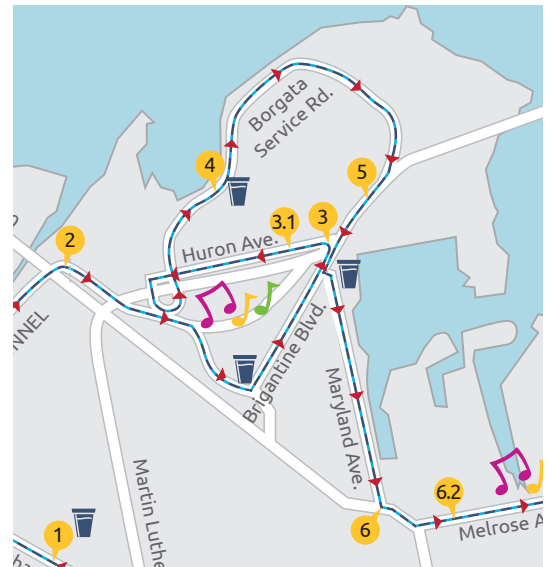 Borgata
Service Rd.
4
5
3.1
3
2
Huron Ave.
NNEL
Brigantine Blvd.
Maryland Ave.
Martin Luthe
6.2
6
1
Melrose A